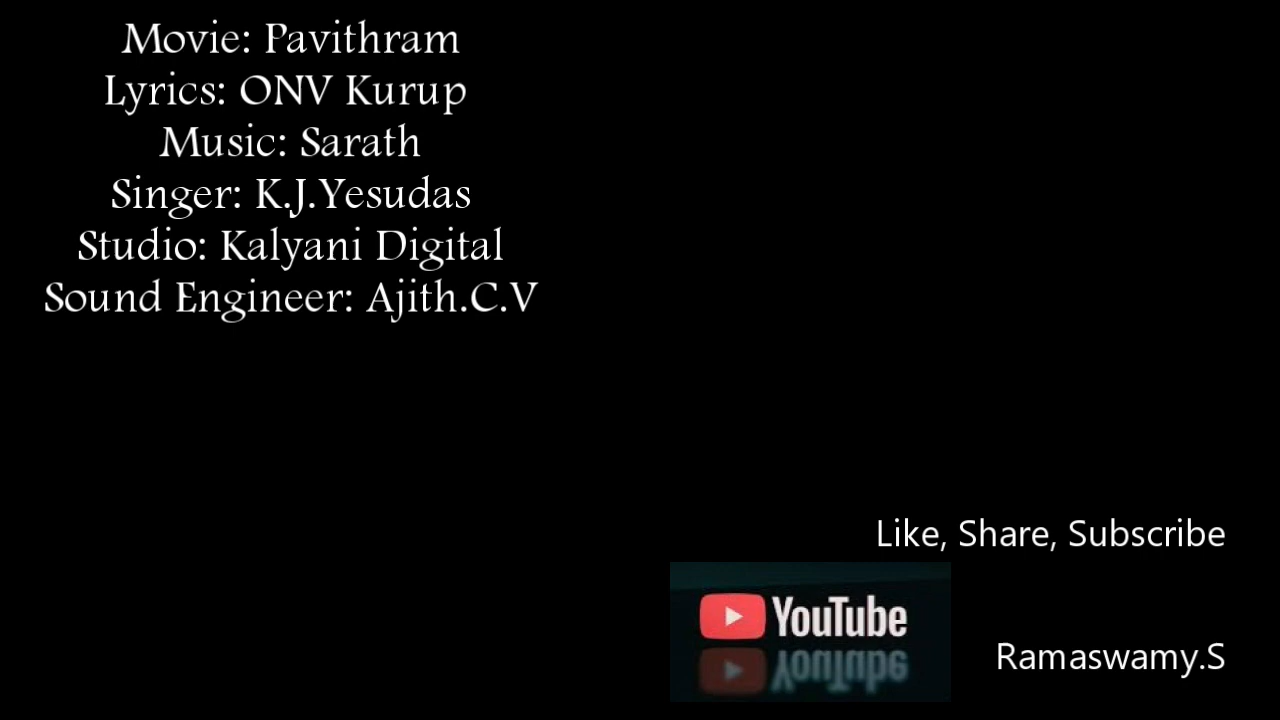 Movie: Pavithram
Lyrics: ONV Kurup
Music: Sarath
Singer: K.J.Yesudas
Studio: Kalyani Digital
Sound Engineer: Ajith.C.V
Like, Share, Subscribe
YouTube
Ramaswamy.S